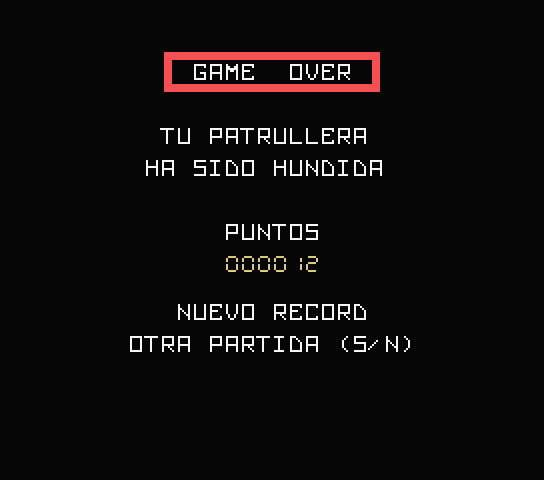 GAME OVER
TU PATRULLERA
HA SIDO HUNDIDA
PUNTOS
000012
NUEVO RECORD
OTRA PARTIDA (S/N)